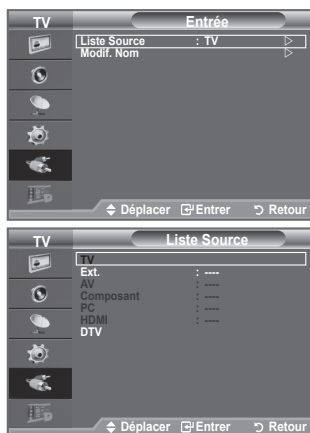 TV Entrée
Liste Source : TV
Modif. Nom
Déplacer Entrer Retour
TV Liste Source
TV
Ext. : ----
AV : ----
Composant : ----
PC : ----
HDMI : ----
DTV
Déplacer Entrer Retour